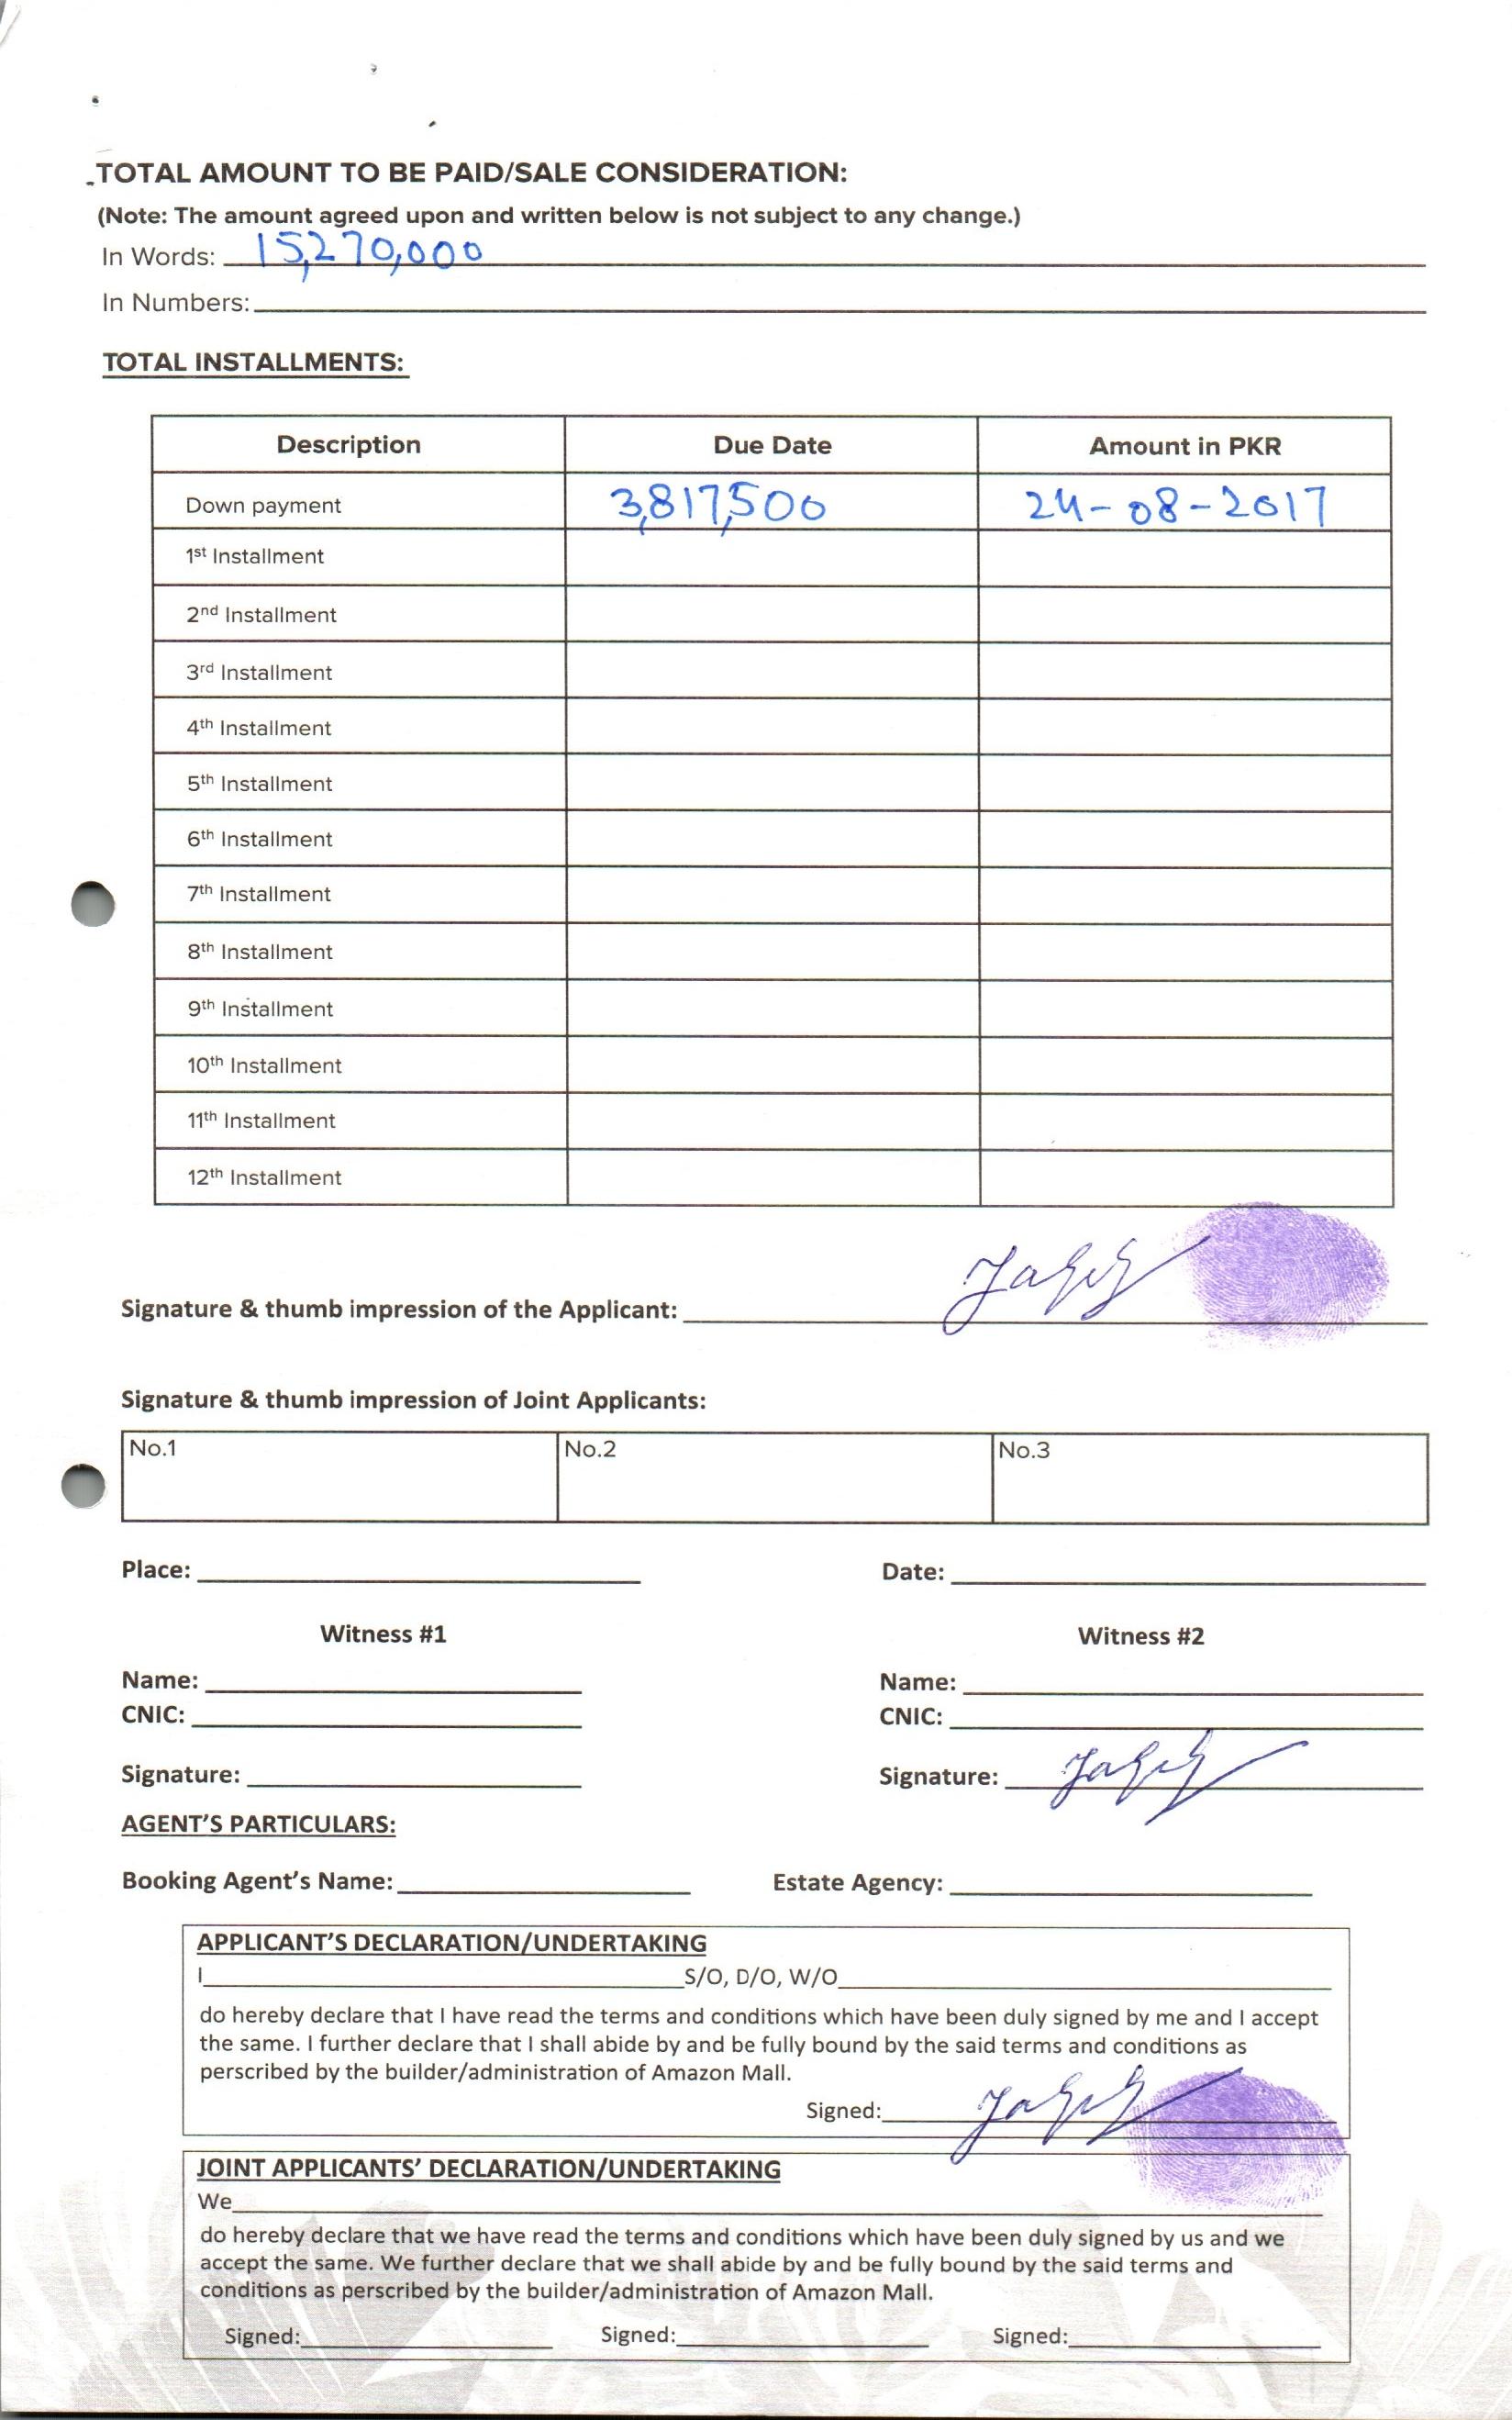 TOTAL AMOUNT TO BE PAID/SALE CONSIDERATION:
(Note: The amount agreed upon and written below is not subject to any change.)
In Words: 15,270,000
In Numbers:
TOTAL INSTALLMENTS:
Description Due Date Amount in PKR
Down payment 3,817,500 24-08-2017
1st Installment
2nd Installment
3rd Installment
4th Installment
5th Installment
6th Installment
7th Installment
8th Installment
9th Installment
10th Installment
11th Installment
12th Installment
Signature & thumb impression of the Applicant:
Signature & thumb impression of Joint Applicants:
No.1 No.2 No.3
Place: Date:
Witness #1 Witness #2
Name: Name:
CNIC: CNIC:
Signature: Signature:
AGENT'S PARTICULARS:
Booking Agent's Name: Estate Agency:
APPLICANT'S DECLARATION/UNDERTAKING
I S/O, D/O, W/O
do hereby declare that I have read the terms and conditions which have been duly signed by me and I accept
the same. I further declare that I shall abide by and be fully bound by the said terms and conditions as
perscribed by the builder/administration of Amazon Mall.
Signed:
JOINT APPLICANTS' DECLARATION/UNDERTAKING
We
do hereby declare that we have read the terms and conditions which have been duly signed by us and we
accept the same. We further declare that we shall abide by and be fully bound by the said terms and
conditions as perscribed by the builder/administration of Amazon Mall.
Signed: Signed: Signed: